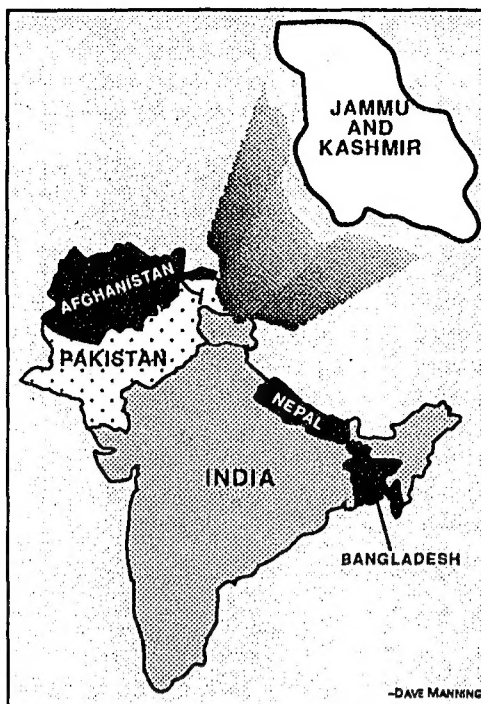 JAMMU
AND
KASHMIR
AFGHANISTAN
PAKISTAN
NEPAL
INDIA
BANGLADESH
–DAVE MANNING